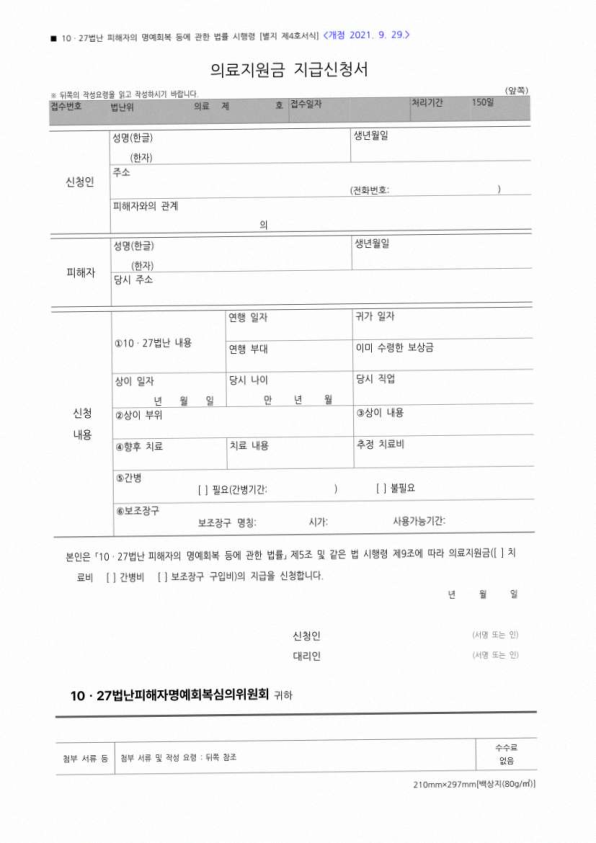 ■ 10ㆍ27법난 피해자의 명예회복 등에 관한 법률 시행령 [별지 제4호서식] <개정 2021. 9. 29.>
의료지원금 지급신청서
※ 뒤쪽의 작성요령을 읽고 작성하시기 바랍니다. (앞쪽)
접수번호 법난위 의료 제 호 접수일자 처리기간 150일
신청인
성명(한글) 생년월일
(한자)
주소
(전화번호: )
피해자와의 관계
의
피해자
성명(한글) 생년월일
(한자)
당시 주소
신청
내용
①10ㆍ27법난 내용
연행 일자 귀가 일자
연행 부대 이미 수령한 보상금
상이 일자 당시 나이 당시 직업
년 월 일 만 년 월
②상이 부위 ③상이 내용
④향후 치료 치료 내용 추정 치료비
⑤간병
[ ] 필요(간병기간: ) [ ] 불필요
⑥보조장구
보조장구 명칭: 시가: 사용가능기간:
본인은 「10ㆍ27법난 피해자의 명예회복 등에 관한 법률」 제5조 및 같은 법 시행령 제9조에 따라 의료지원금([ ] 치
료비 [ ] 간병비 [ ] 보조장구 구입비)의 지급을 신청합니다.
년 월 일
신청인 (서명 또는 인)
대리인 (서명 또는 인)
10ㆍ27법난피해자명예회복심의위원회 귀하
첨부 서류 등 첨부 서류 및 작성 요령 : 뒤쪽 참조
수수료
없음
210mm×297mm[백상지(80g/㎡)]